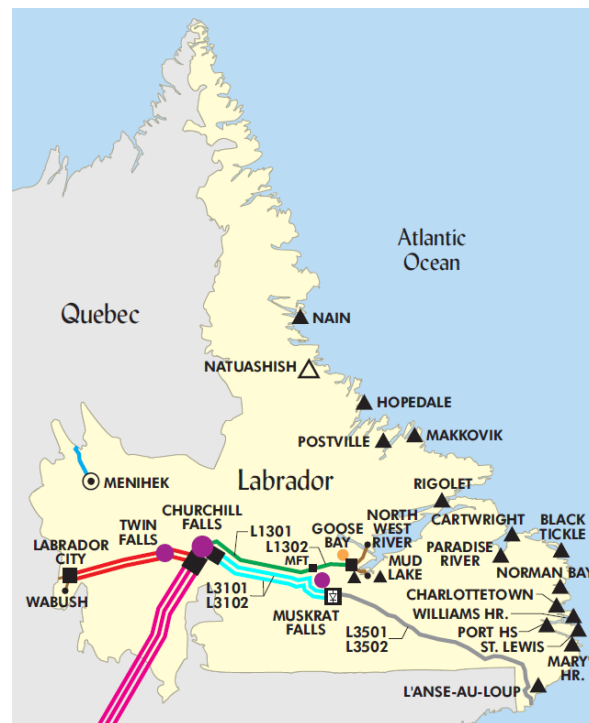 Atlantic
Ocean
Quebec
NAIN
NATUASHISH
HOPEDALE
POSTVILLE
MAKKOVIK
Labrador
MENIHEK
RIGOLET
NORTH
WEST
RIVER
CARTWRIGHT
BLACK
TICKLE
CHURCHILL
FALLS
TWIN
FALLS
GOOSE
BAY
L1301
L1302
MFT
LABRADOR
CITY
PARADISE
RIVER
MUD
LAKE
NORMAN BAY
WABUSH
L3101
L3102
CHARLOTTETOWN
WILLIAMS HR.
MUSKRAT
FALLS
L3501
L3502
PORT HS
ST. LEWIS
MARY'S
HR.
L'ANSE-AU-LOUP